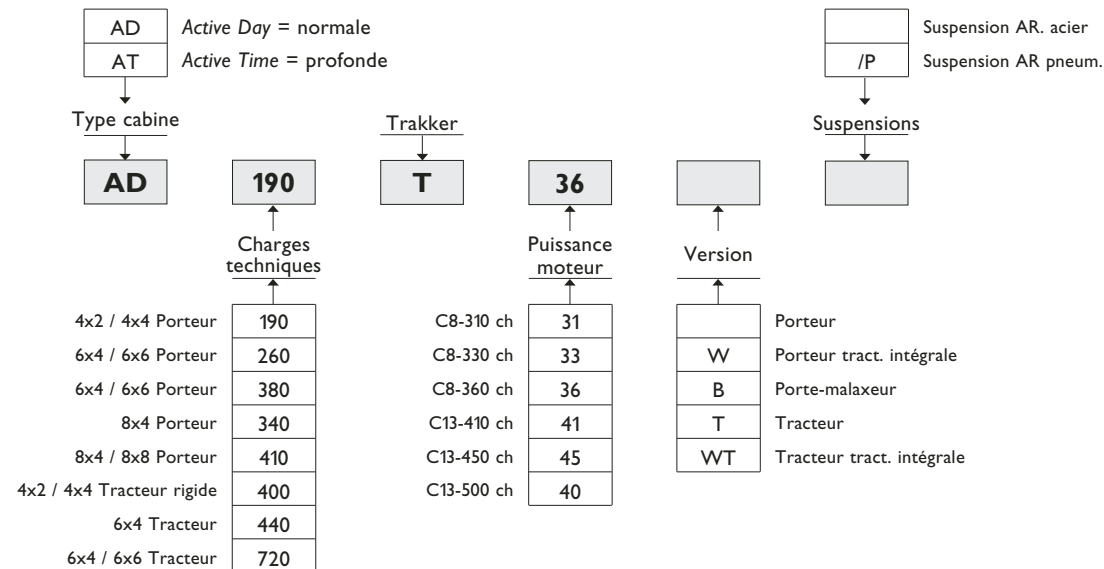 AD Active Day = normale
AT Active Time = profonde
Suspension AR. acier
/P Suspension AR pneum.
Type cabine
Trakker
Suspensions
AD 190 T 36
Charges
techniques
Puissance
moteur
Version
4x2 / 4x4 Porteur 190
6x4 / 6x6 Porteur 260
6x4 / 6x6 Porteur 380
8x4 Porteur 340
8x4 / 8x8 Porteur 410
4x2 / 4x4 Tracteur rigide 400
6x4 Tracteur 440
6x4 / 6x6 Tracteur 720
C8-310 ch 31
C8-330 ch 33
C8-360 ch 36
C13-410 ch 41
C13-450 ch 45
C13-500 ch 40
Porteur
W Porteur tract. intégrale
B Porte-malaxeur
T Tracteur
WT Tracteur tract. intégrale